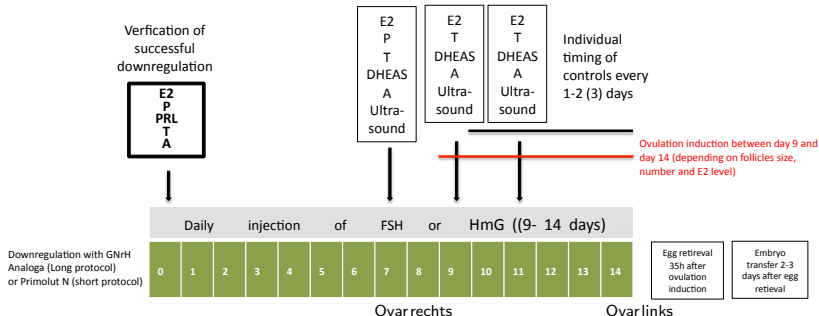 Verfication of
successful
downregulation
E2
P
PRL
T
A
E2
P
T
DHEAS
A
Ultra-
sound
E2
T
DHEAS
A
Ultra-
sound
E2
T
DHEAS
A
Ultra-
sound
Individual
timing of
controls every
1-2 (3) days
Ovulation induction between day 9 and
day 14 (depending on follicles size,
number and E2 level)
Daily injection of FSH or HmG ((9- 14 days)
Downregulation with GNrH
Analoga (Long protocol)
or Primolut N (short protocol)
0 1 2 3 4 5 6 7 8 9 10 11 12 13 14
Egg retireval
35h after
ovulation
induction
Embryo
transfer 2-3
days after egg
retieval
Ovar rechts
Ovar links